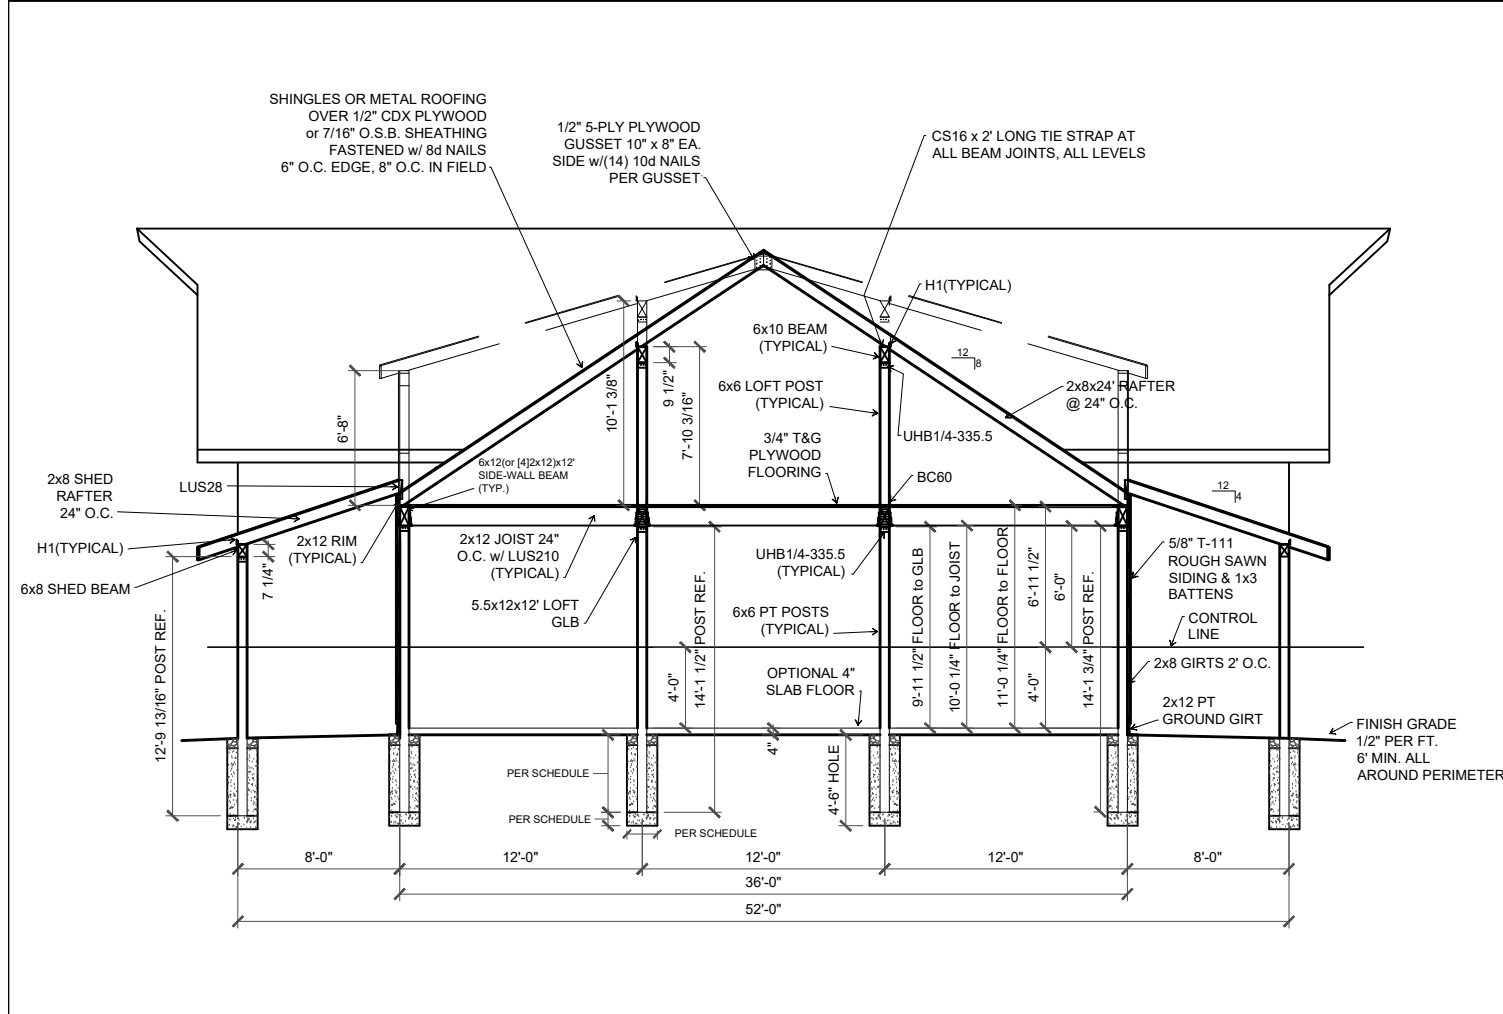 SHINGLES OR METAL ROOFING
OVER 1/2" CDX PLYWOOD
or 7/16" O.S.B. SHEATHING
FASTENED w/ 8d NAILS
6" O.C. EDGE, 8" O.C. IN FIELD
1/2" 5-PLY PLYWOOD
GUSSET 10" x 8" EA.
SIDE w/(14) 10d NAILS
PER GUSSET
CS16 x 2' LONG TIE STRAP AT
ALL BEAM JOINTS, ALL LEVELS
H1(TYPICAL)
6x10 BEAM
(TYPICAL)
12
8
6x6 LOFT POST
(TYPICAL)
2x8x24' RAFTER
@ 24" O.C.
UHB1/4-335.5
3/4" T&G
PLYWOOD
FLOORING
BC60
6'-8"
10'-1 3/8"
9 1/2"
7'-10 3/16"
6x12(or [4]2x12)x12'
SIDE-WALL BEAM
(TYP.)
2x8 SHED
RAFTER
24" O.C.
LUS28
12
4
H1(TYPICAL)
2x12 RIM
(TYPICAL)
2x12 JOIST 24"
O.C. w/ LUS210
(TYPICAL)
UHB1/4-335.5
(TYPICAL)
6x8 SHED BEAM
7 1/4"
5.5x12x12' LOFT
GLB
6x6 PT POSTS
(TYPICAL)
5/8" T-111
ROUGH SAWN
SIDING & 1x3
BATTENS
CONTROL
LINE
2x8 GIRTS 2' O.C.
2x12 PT
GROUND GIRT
OPTIONAL 4"
SLAB FLOOR
12'-9 13/16" POST REF.
4'-0"
14'-1 1/2" POST REF.
9'-11 1/2" FLOOR to GLB
10'-0 1/4" FLOOR to JOIST
11'-0 1/4" FLOOR to FLOOR
6'-11 1/2"
4'-0"
6'-0"
14'-1 3/4" POST REF.
FINISH GRADE
1/2" PER FT.
6' MIN. ALL
AROUND PERIMETER
4"
4'-6" HOLE
PER SCHEDULE
PER SCHEDULE
PER SCHEDULE
8'-0"
12'-0"
12'-0"
12'-0"
8'-0"
36'-0"
52'-0"